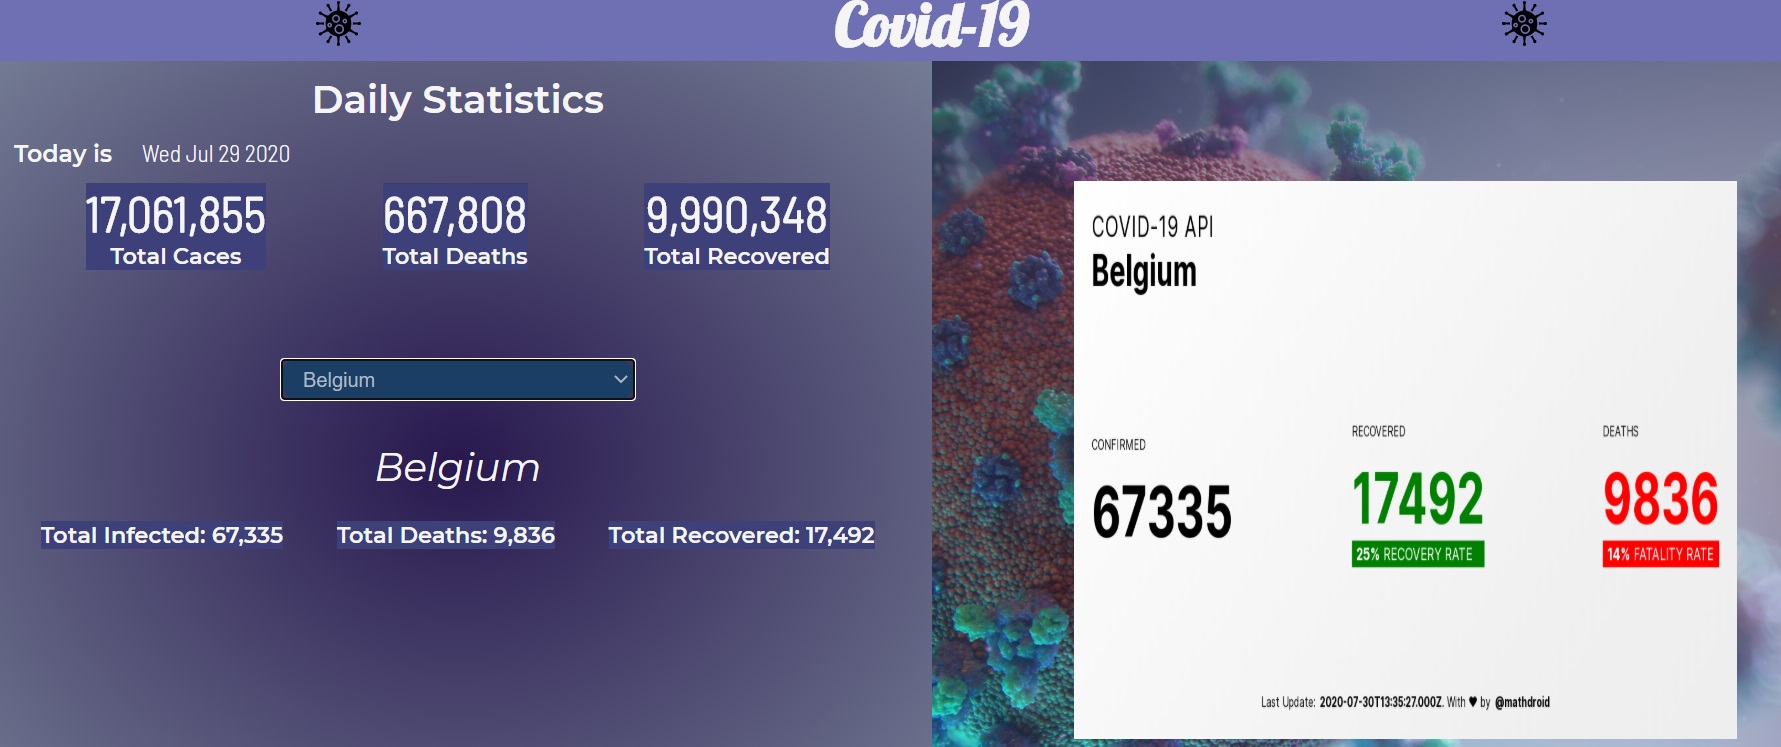 Covid-19
Daily Statistics
Today is Wed Jul 29 2020
17,061,855 667,808 9,990,348
Total Caces Total Deaths Total Recovered
Belgium
Belgium
Total Infected: 67,335 Total Deaths: 9,836 Total Recovered: 17,492
COVID-19 API
Belgium
CONFIRMED RECOVERED DEATHS
67335 17492 9836
25% RECOVERY RATE 14% FATALITY RATE
Last Update: 2020-07-30T13:35:27.000Z. With ♥ by @mathdroid